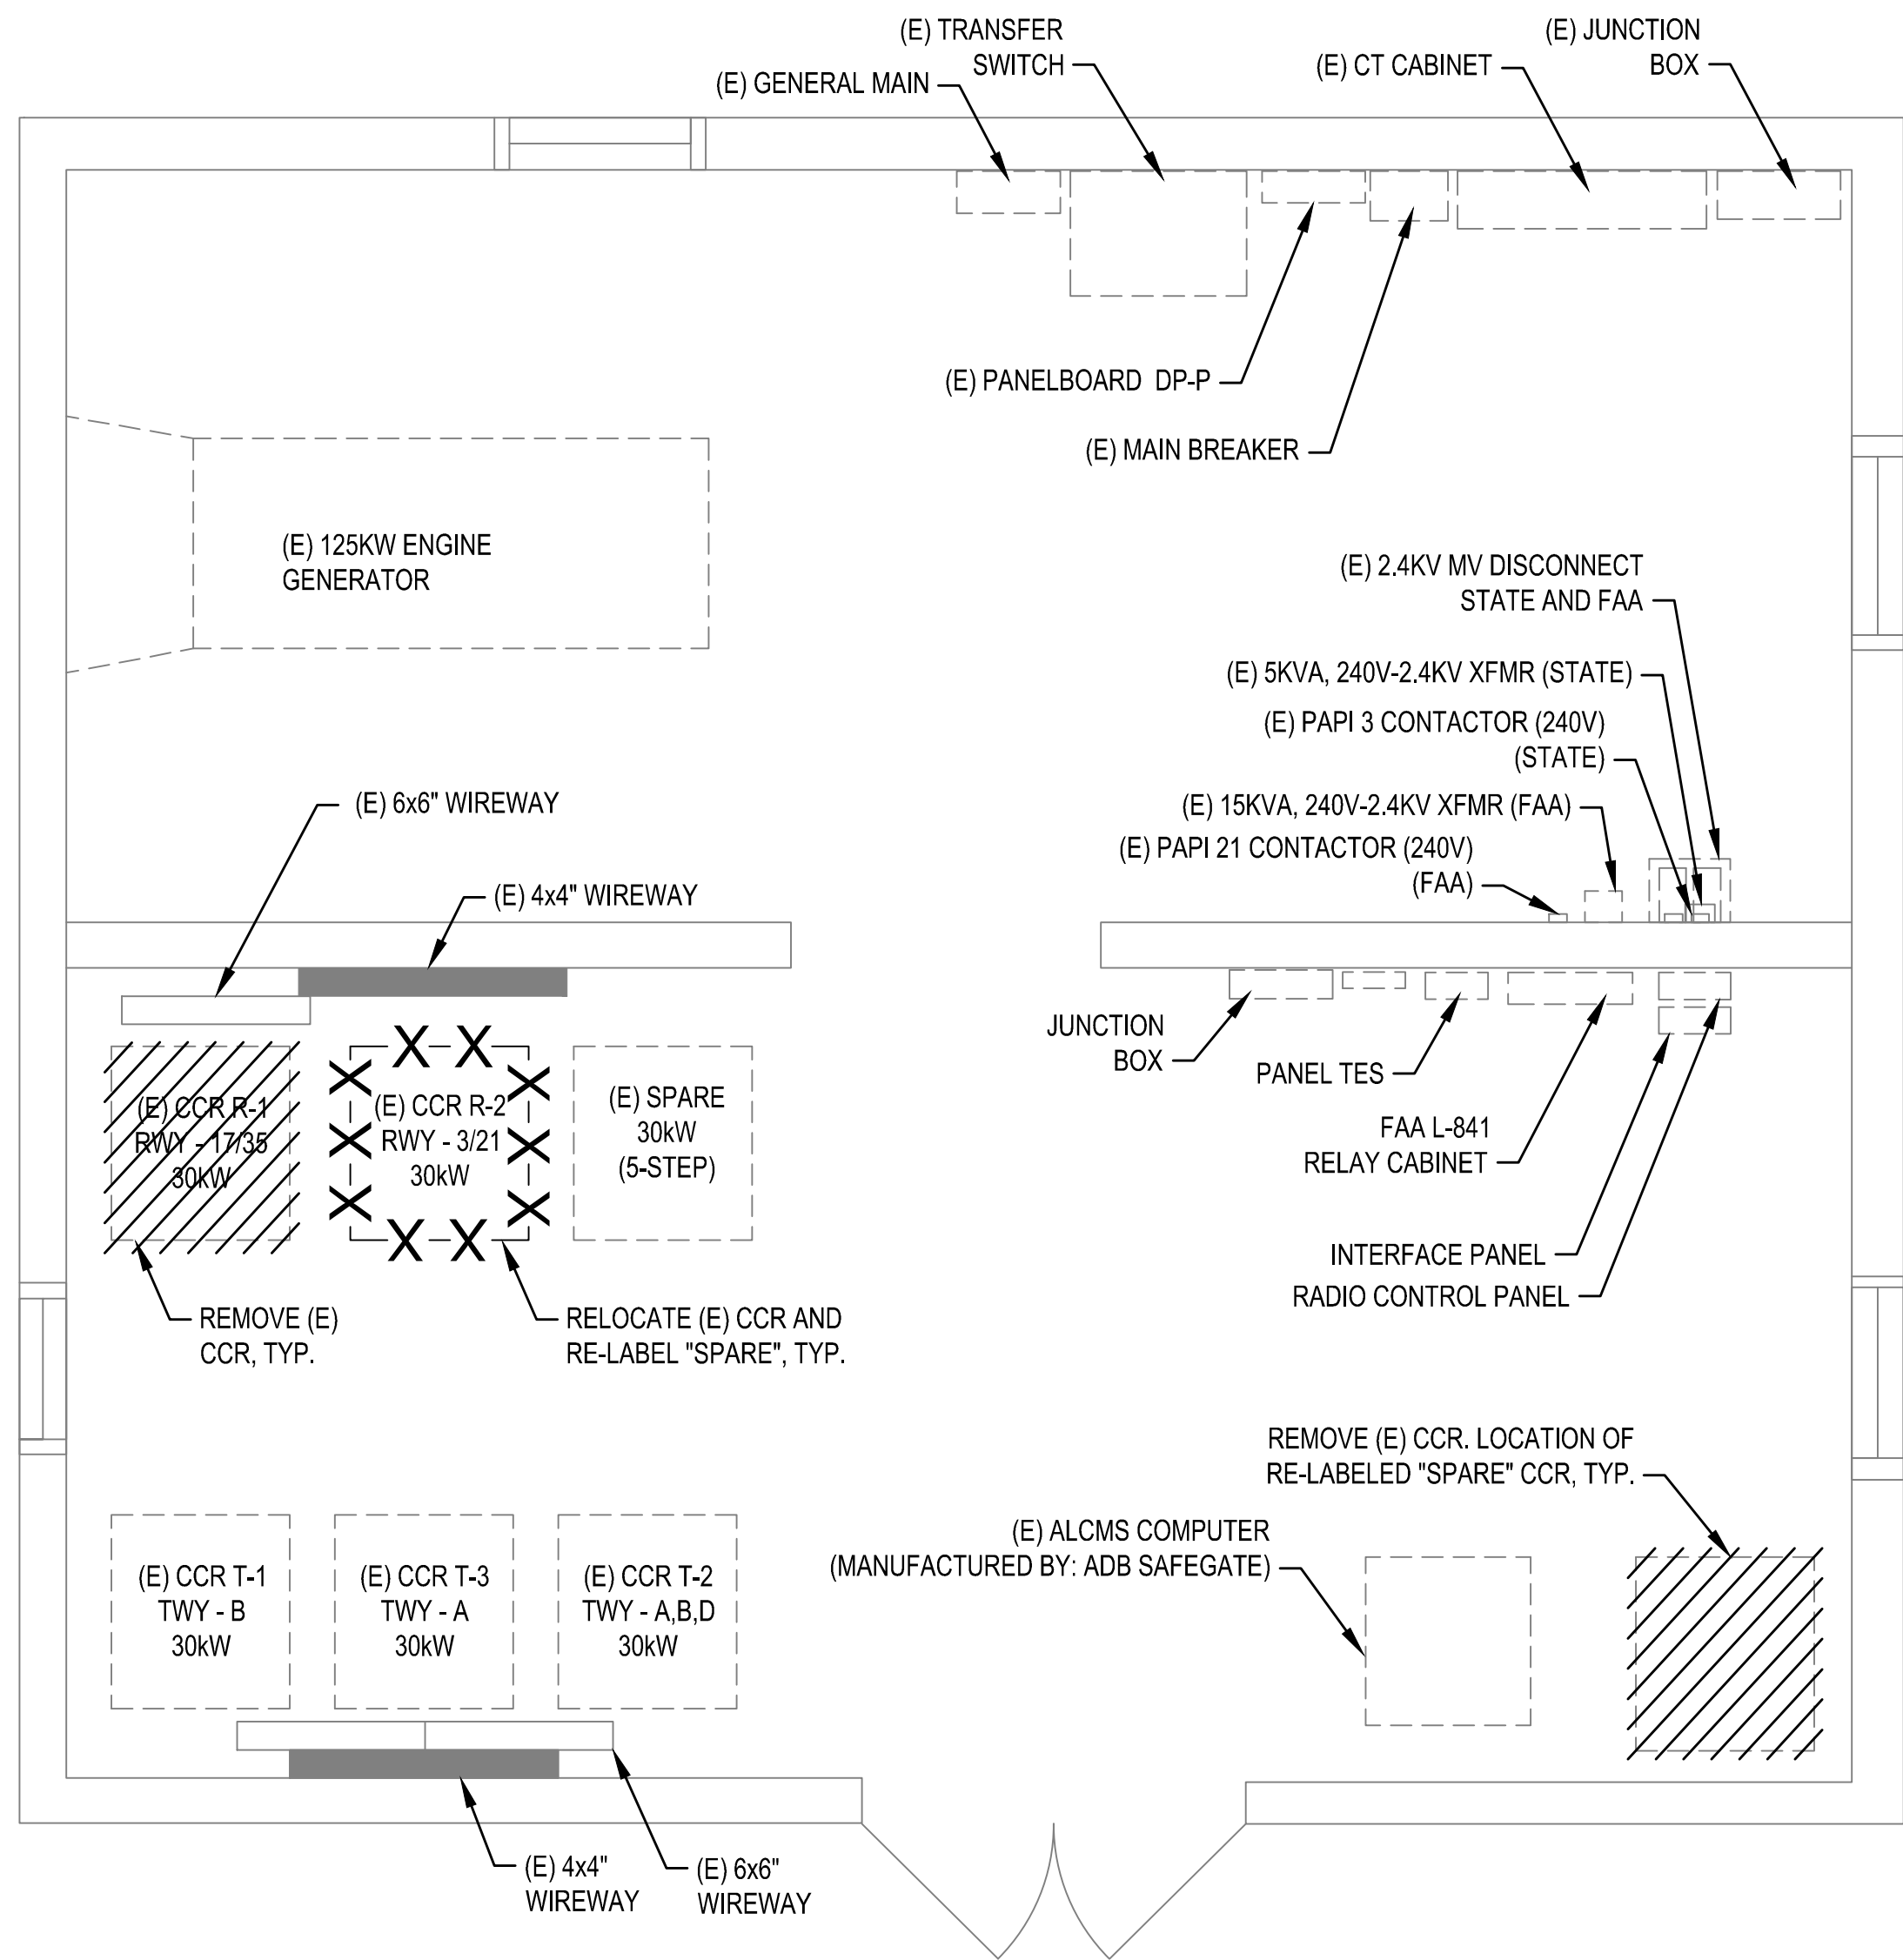 (E) TRANSFER
SWITCH
(E) JUNCTION
BOX
(E) GENERAL MAIN
(E) CT CABINET
(E) PANELBOARD  DP-P
(E) MAIN BREAKER
(E) 125KW ENGINE
GENERATOR
(E) 2.4KV MV DISCONNECT
STATE AND FAA
(E) 5KVA, 240V-2.4KV XFMR (STATE)
(E) PAPI 3 CONTACTOR (240V)
(STATE)
(E) 15KVA, 240V-2.4KV XFMR (FAA)
(E) PAPI 21 CONTACTOR (240V)
(FAA)
(E) 6x6" WIREWAY
(E) 4x4" WIREWAY
JUNCTION
BOX
PANEL TES
FAA L-841
RELAY CABINET
INTERFACE PANEL
RADIO CONTROL PANEL
(E) CCR R-1
RWY - 17/35
30kW
(E) CCR R-2
RWY - 3/21
30kW
(E) SPARE
30kW
(5-STEP)
REMOVE (E)
CCR, TYP.
RELOCATE (E) CCR AND
RE-LABEL "SPARE", TYP.
REMOVE (E) CCR. LOCATION OF
RE-LABELED "SPARE" CCR, TYP.
(E) ALCMS COMPUTER
(MANUFACTURED BY: ADB SAFEGATE)
(E) CCR T-1
TWY - B
30kW
(E) CCR T-3
TWY - A
30kW
(E) CCR T-2
TWY - A,B,D
30kW
(E) 4x4"
WIREWAY
(E) 6x6"
WIREWAY